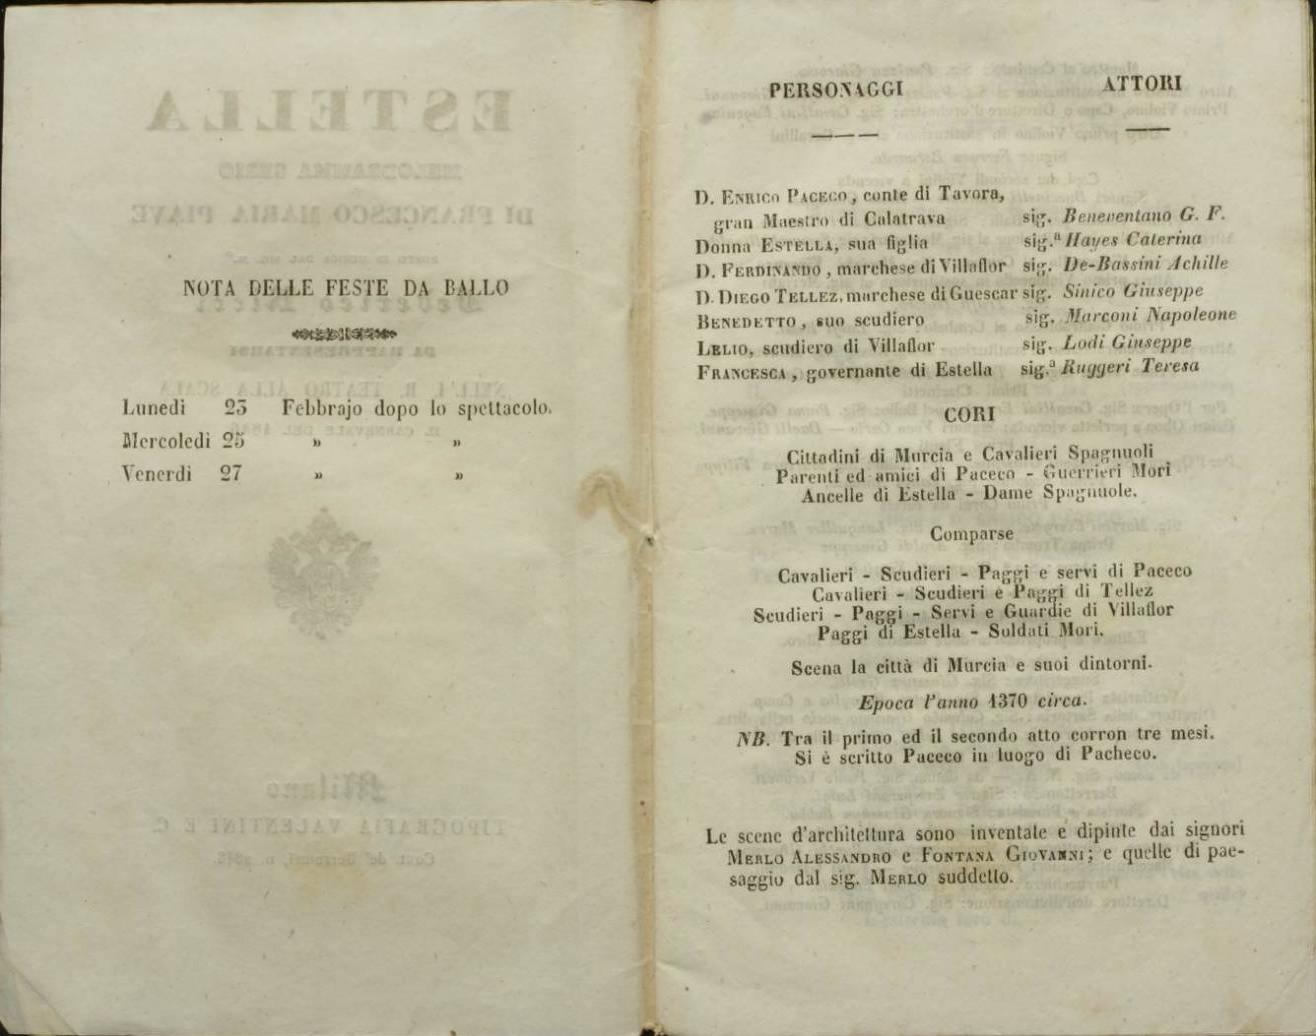 NOTA DELLE FESTE DA BALLO
Lunedì 23 Febbrajo dopo lo spettacolo.
Mercoledì 25 » »
Venerdì 27 » »
PERSONAGGI ATTORI
D. ENRICO PACECO, conte di Tavora,
gran Maestro di Calatrava sig. Beneventano G. F.
Donna ESTELLA, sua figlia sig.ª Hayes Caterina
D. FERDINANDO, marchese di Villaflor sig. De-Bassini Achille
D. DIEGO TELLEZ, marchese di Guescar sig. Sinico Giuseppe
BENEDETTO, suo scudiero sig. Marconi Napoleone
LELIO, scudiero di Villaflor sig. Lodi Giuseppe
FRANCESCA, governante di Estella sig.ª Ruggeri Teresa
CORI
Cittadini di Murcia e Cavalieri Spagnuoli
Parenti ed amici di Paceco - Guerrieri Mori
Ancelle di Estella - Dame Spagnuole.
Comparse
Cavalieri - Scudieri - Paggi e servi di Paceco
Cavalieri - Scudieri e Paggi di Tellez
Scudieri - Paggi - Servi e Guardie di Villaflor
Paggi di Estella - Soldati Mori.
Scena la città di Murcia e suoi dintorni.
Epoca l'anno 1370 circa.
NB. Tra il primo ed il secondo atto corron tre mesi.
Si è scritto Paceco in luogo di Pacheco.
Le scene d'architettura sono inventate e dipinte dai signori
MERLO ALESSANDRO e FONTANA GIOVANNI; e quelle di pae-
saggio dal sig. MERLO suddetto.